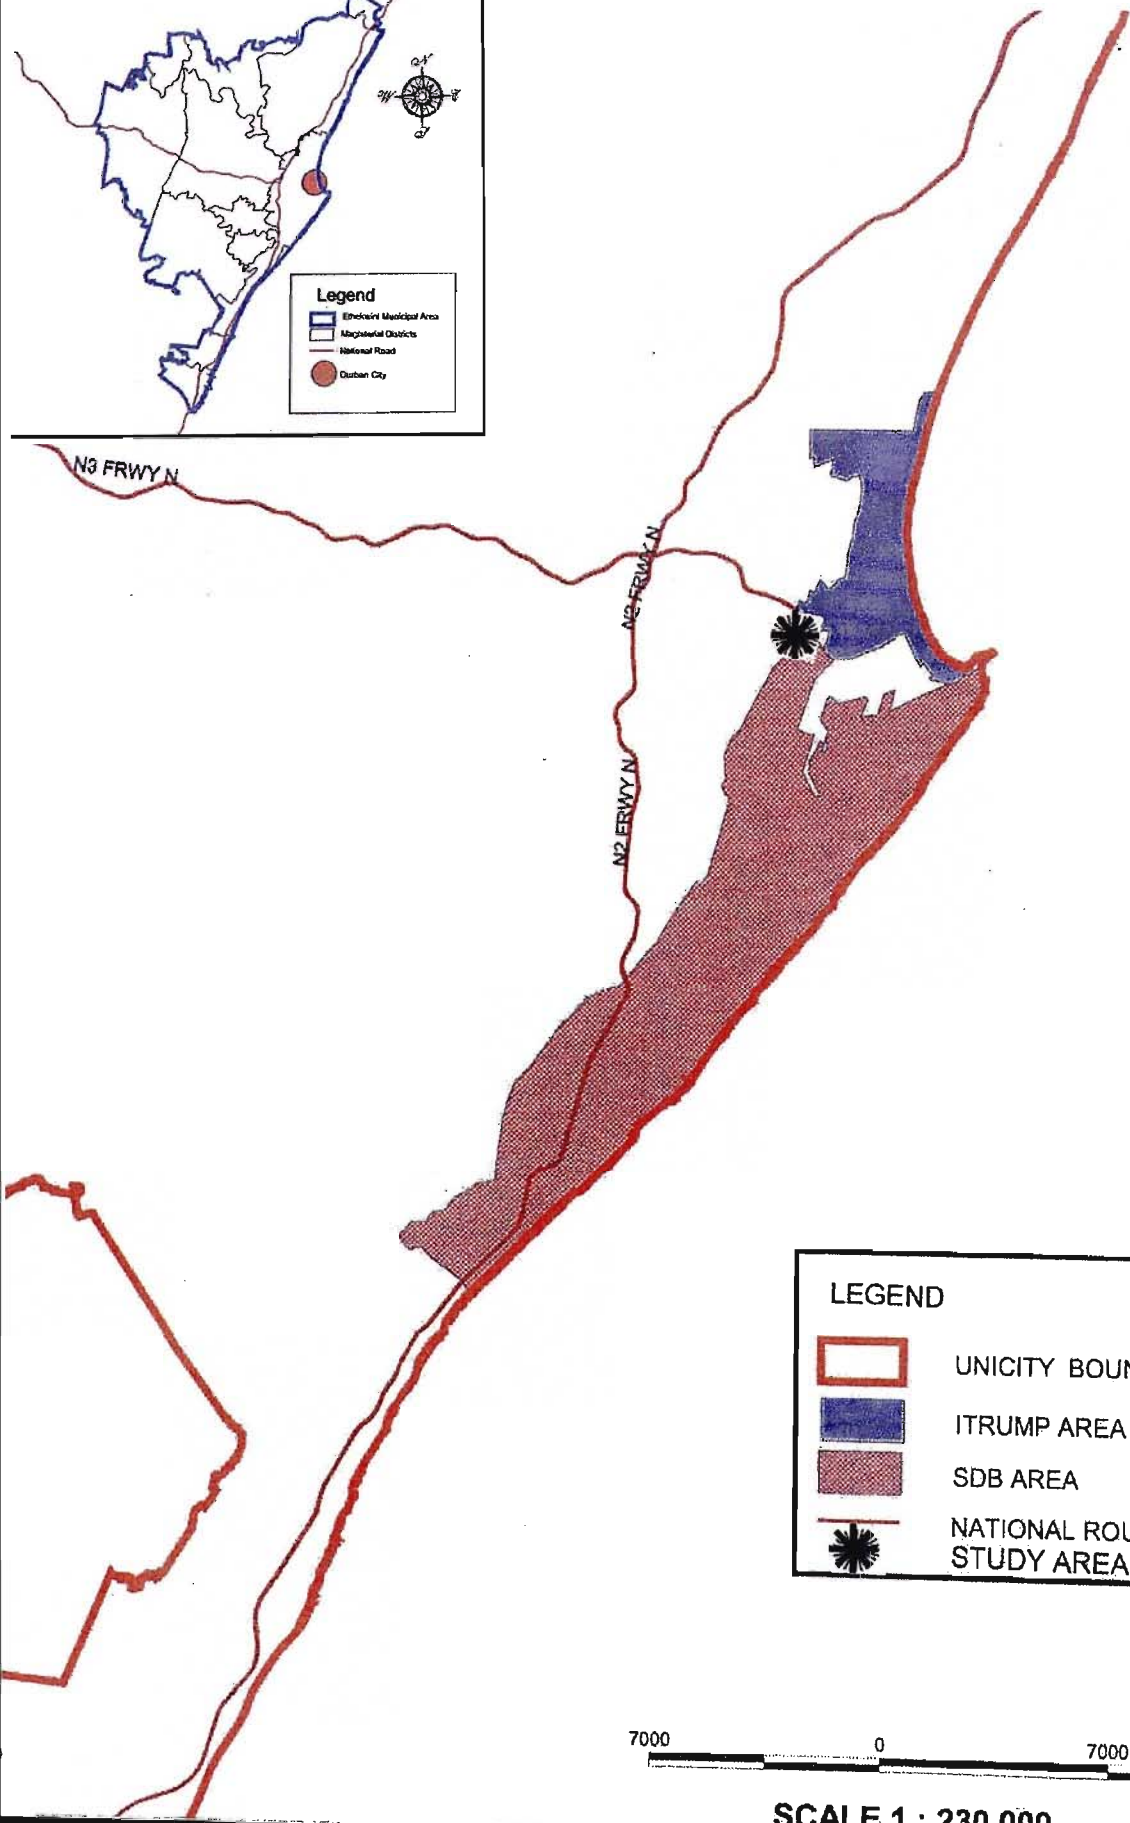 Legend
Ethekwini Municipal Area
Magisterial Districts
National Road
Durban City
N3 FRWY N
N2 FRWY N
N2 FRWY N
LEGEND
UNICITY BOUN
ITRUMP AREA
SDB AREA
NATIONAL ROU
STUDY AREA
7000 0 7000
SCALE 1 : 230 000